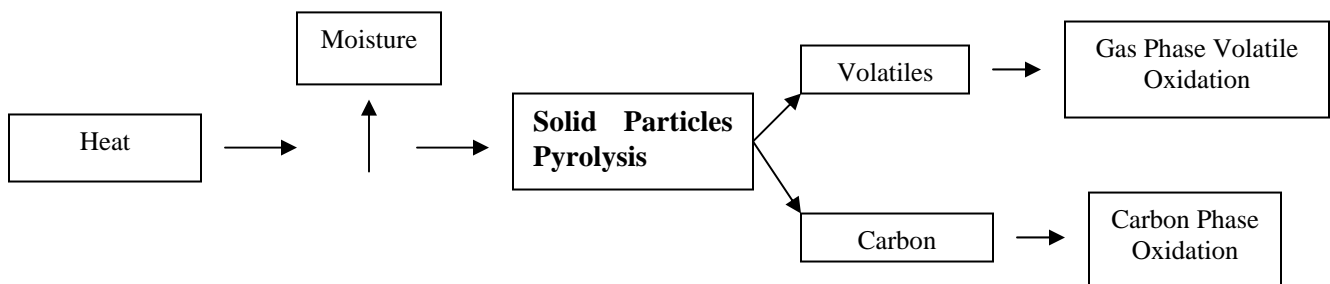 Moisture
Heat
Solid Particles
Pyrolysis
Volatiles
Gas Phase Volatile
Oxidation
Carbon
Carbon Phase
Oxidation